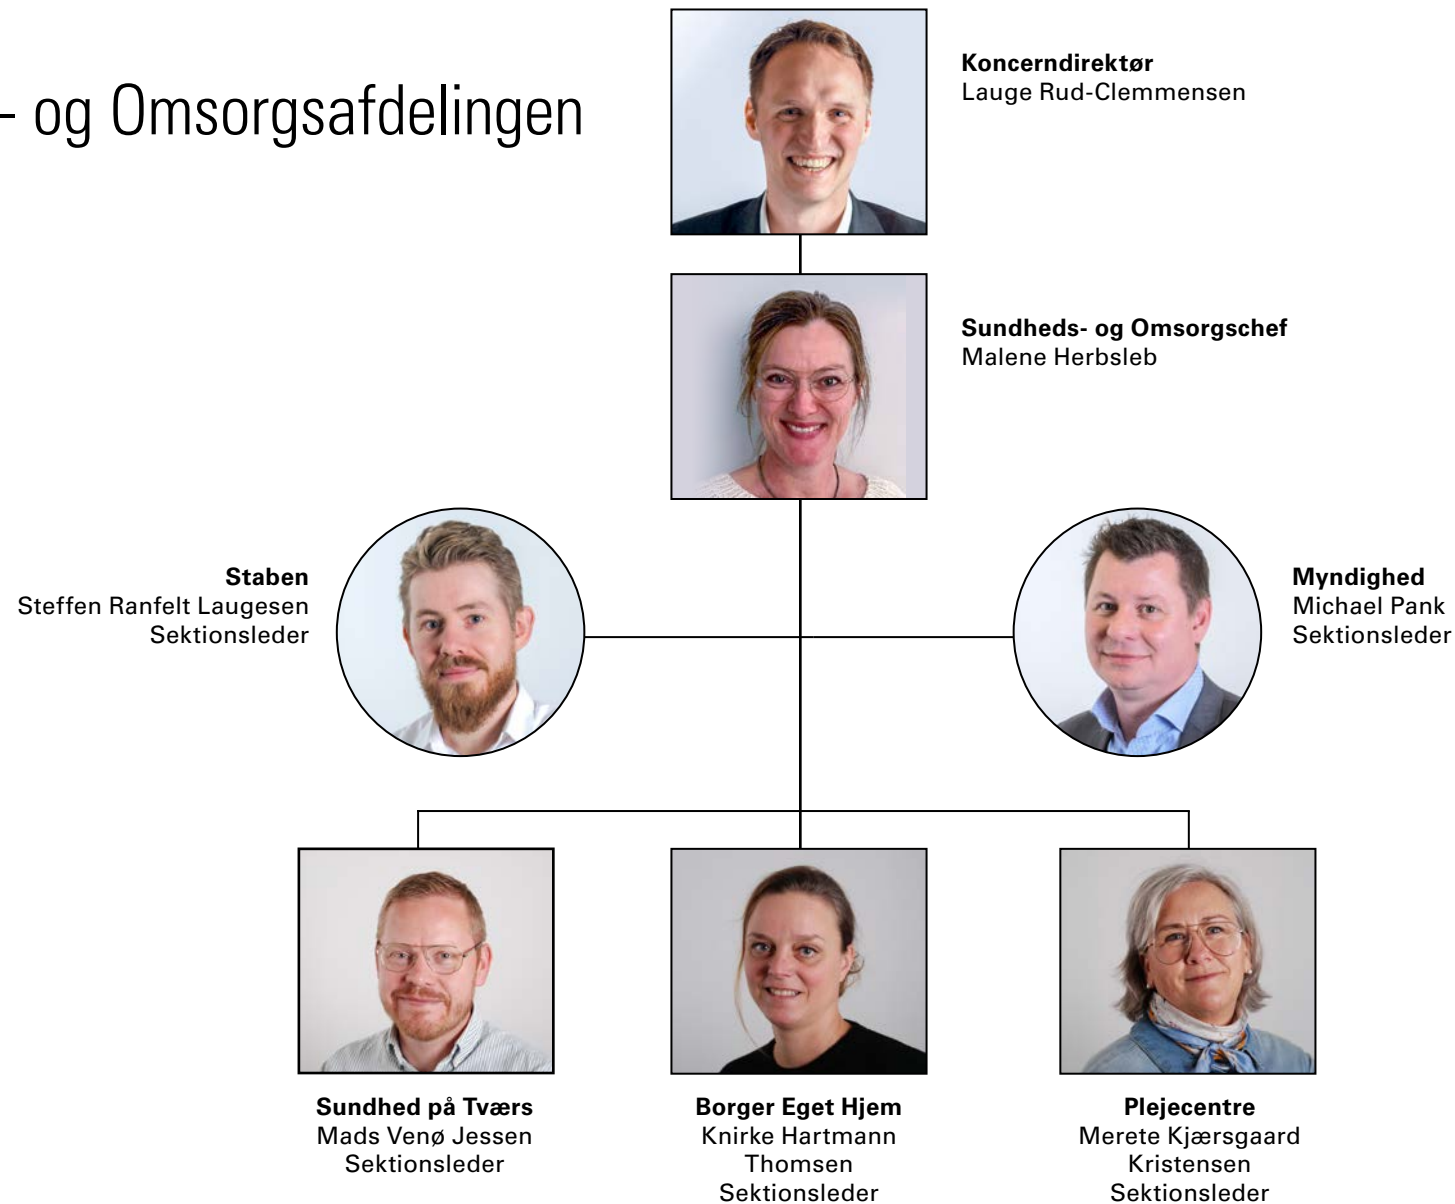 - og Omsorgsafdelingen
Koncerndirektør
Lauge Rud-Clemmensen
Sundheds- og Omsorgschef
Malene Herbsleb
Staben
Steffen Ranfelt Laugesen
Sektionsleder
Myndighed
Michael Pank
Sektionsleder
Sundhed på Tværs
Mads Venø Jessen
Sektionsleder
Borger Eget Hjem
Knirke Hartmann
Thomsen
Sektionsleder
Plejecentre
Merete Kjærsgaard
Kristensen
Sektionsleder